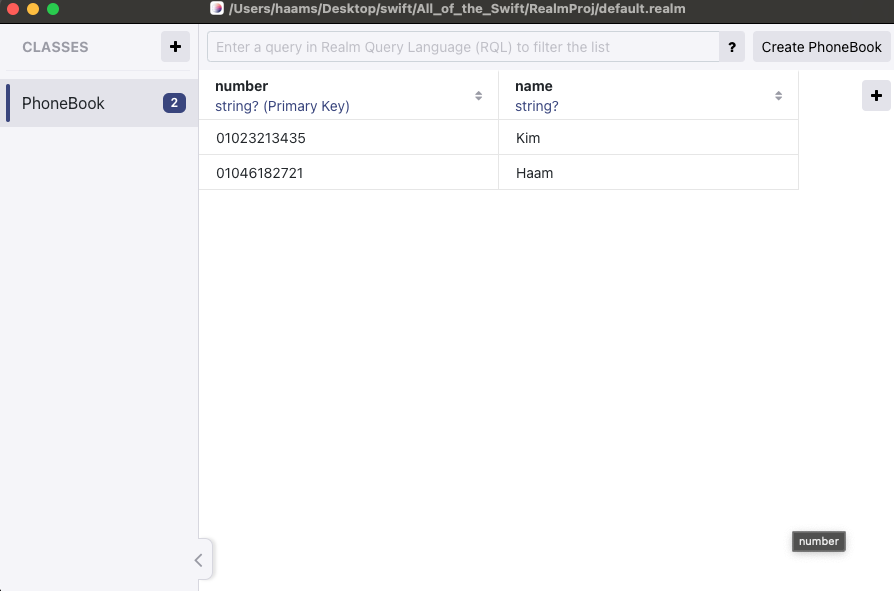 /Users/haams/Desktop/swift/All_of_the_Swift/RealmProj/default.realm
CLASSES
+
Enter a query in Realm Query Language (RQL) to filter the list
?
Create PhoneBook
PhoneBook 2
number name
string? (Primary Key) string?
+
01023213435 Kim
01046182721 Haam
number